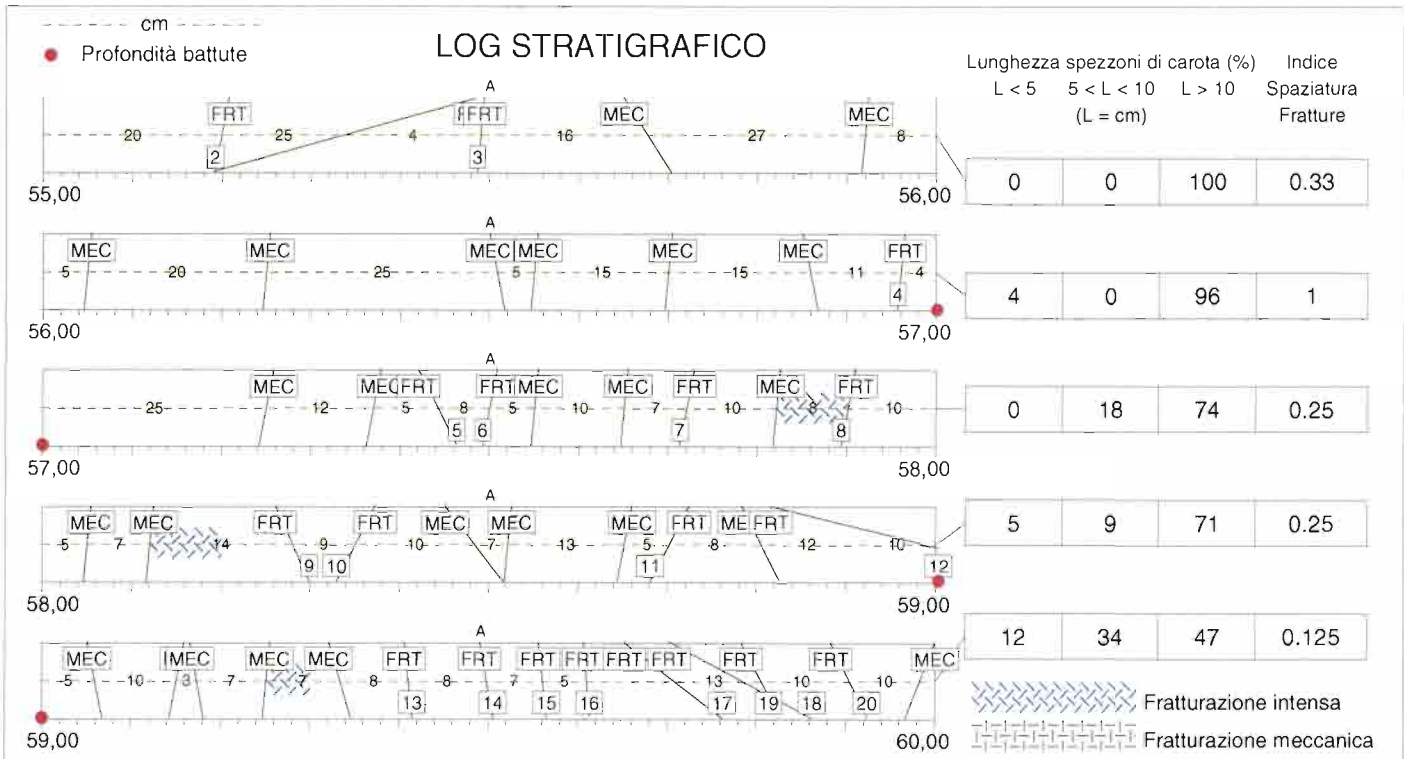 cm
Profondità battute
LOG STRATIGRAFICO
Lunghezza spezzoni di carota (%) Indice
L < 5 5 < L < 10 L > 10 Spaziatura
(L = cm) Fratture
A
FRT FRT MEC MEC
20 25 4 16 27 8
2 3
55,00 56,00
0 0 100 0.33
A
MEC MEC MEC MEC MEC MEC FRT
5 20 25 5 15 15 11 4
4
56,00 57,00
4 0 96 1
A
MEC MEC FRT FRT MEC MEC FRT MEC FRT
25 12 5 8 5 10 7 10 8 10
5 6 7 8
57,00 58,00
0 18 74 0.25
A
MEC MEC FRT FRT MEC MEC MEC FRT ME FRT
5 7 14 9 10 7 13 5 8 12 10
9 10 11 12
58,00 59,00
5 9 71 0.25
A
MEC MEC MEC MEC FRT FRT FRT FRT FRT FRT FRT FRT MEC
5 10 3 7 7 8 8 7 5 13 10 10
13 14 15 16 17 19 18 20
59,00 60,00
12 34 47 0.125
Fratturazione intensa
Fratturazione meccanica